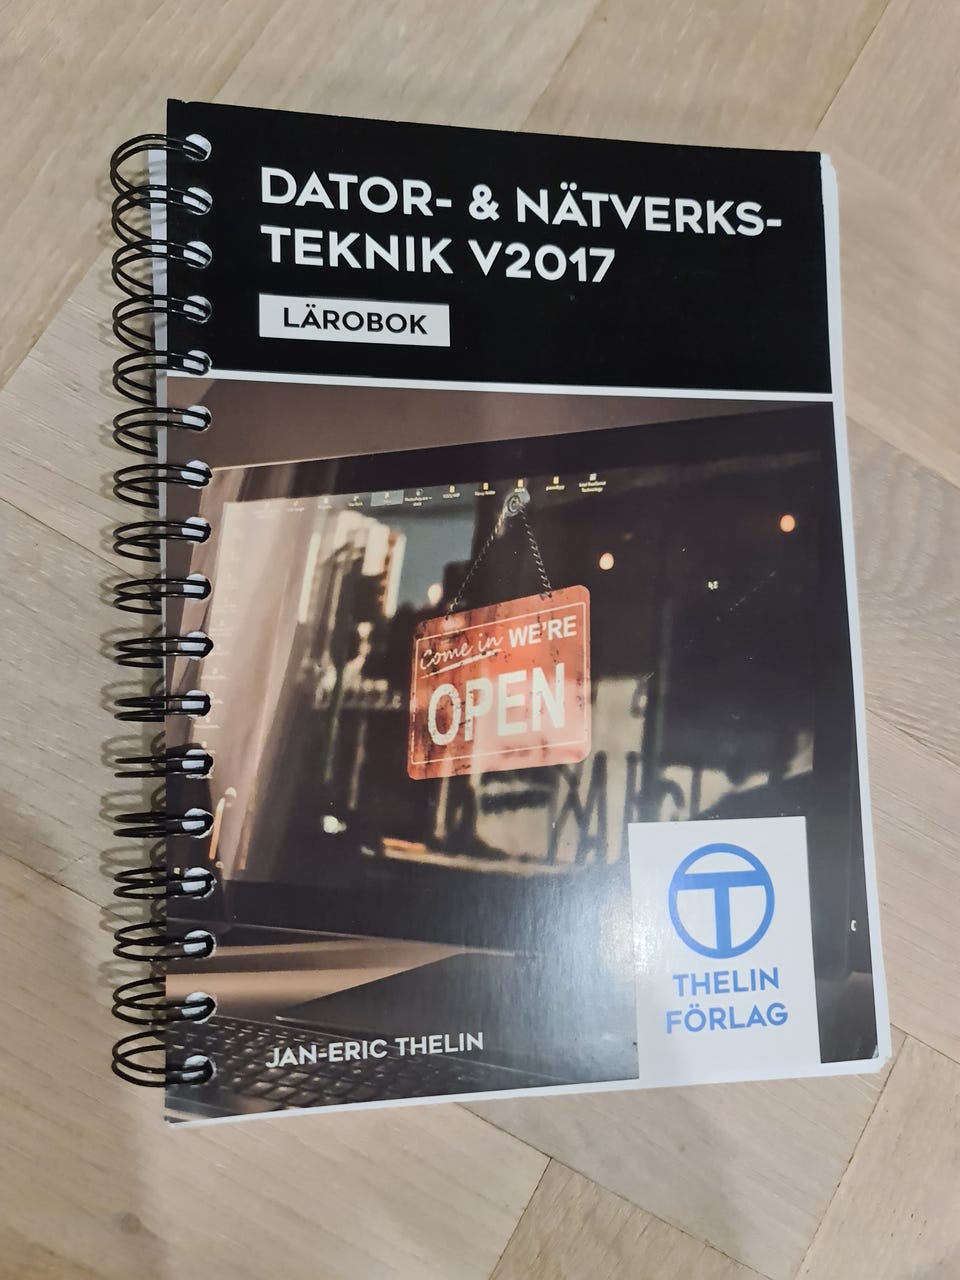 DATOR- & NÄTVERKS-
TEKNIK V2017
LÄROBOK
Come in WE'RE
OPEN
THELIN
FÖRLAG
JAN-ERIC THELIN